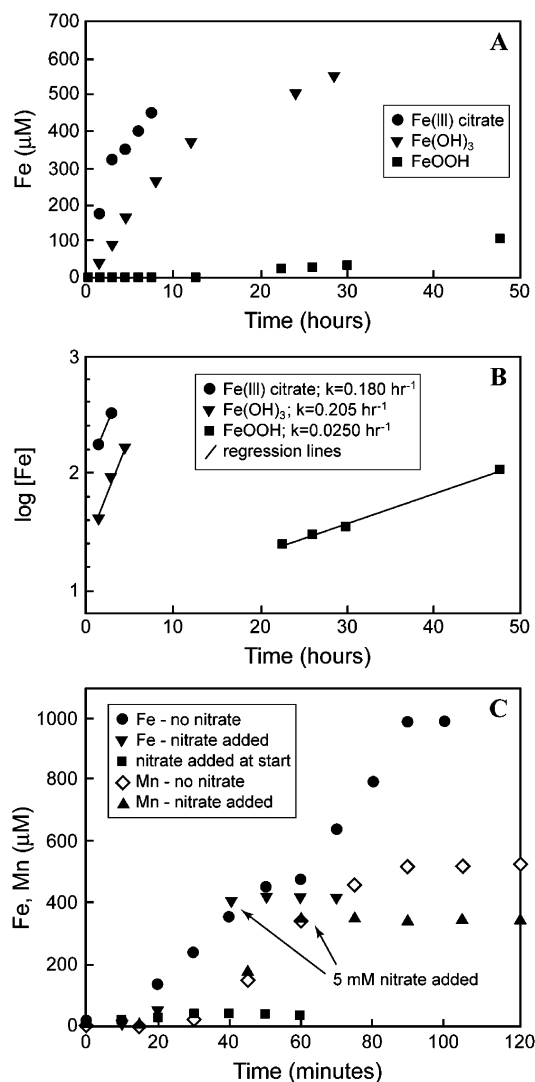 A
700
600
500
400
300
200
100
0
Fe (µM)
Fe(III) citrate
Fe(OH)3
FeOOH
0 10 20 30 40 50
Time (hours)
B
3
2
1
log [Fe]
Fe(III) citrate; k=0.180 hr-1
Fe(OH)3; k=0.205 hr-1
FeOOH; k=0.0250 hr-1
regression lines
0 10 20 30 40 50
Time (hours)
C
1000
800
600
400
200
0
Fe, Mn (µM)
Fe - no nitrate
Fe - nitrate added
nitrate added at start
Mn - no nitrate
Mn - nitrate added
5 mM nitrate added
0 20 40 60 80 100 120
Time (minutes)